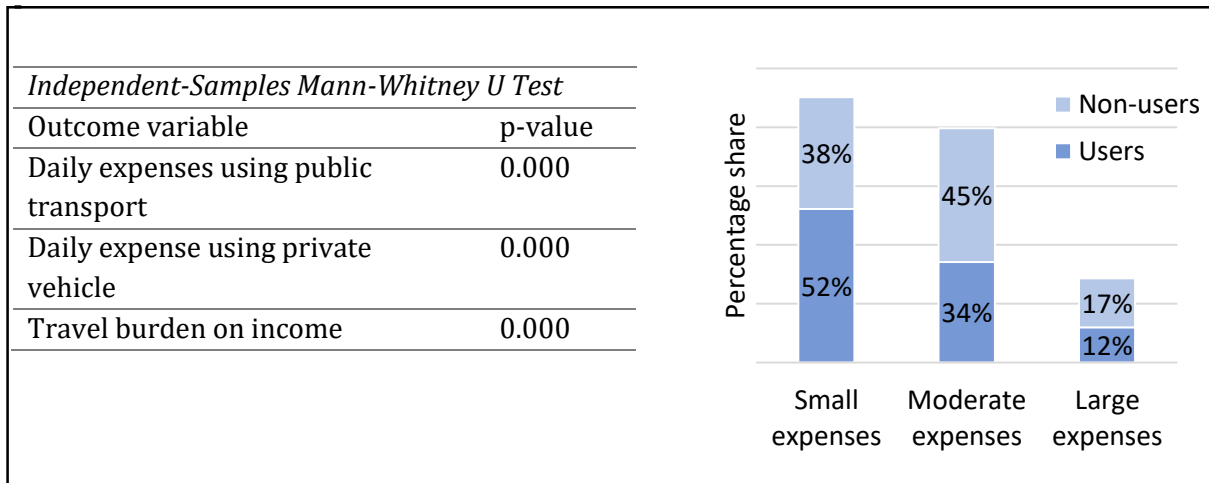 Independent-Samples Mann-Whitney U Test
Outcome variable p-value
Daily expenses using public 0.000
transport
Daily expense using private 0.000
vehicle
Travel burden on income 0.000
Percentage share
Non-users
Users
38%
45%
52%
34%
17%
12%
Small Moderate Large
expenses expenses expenses